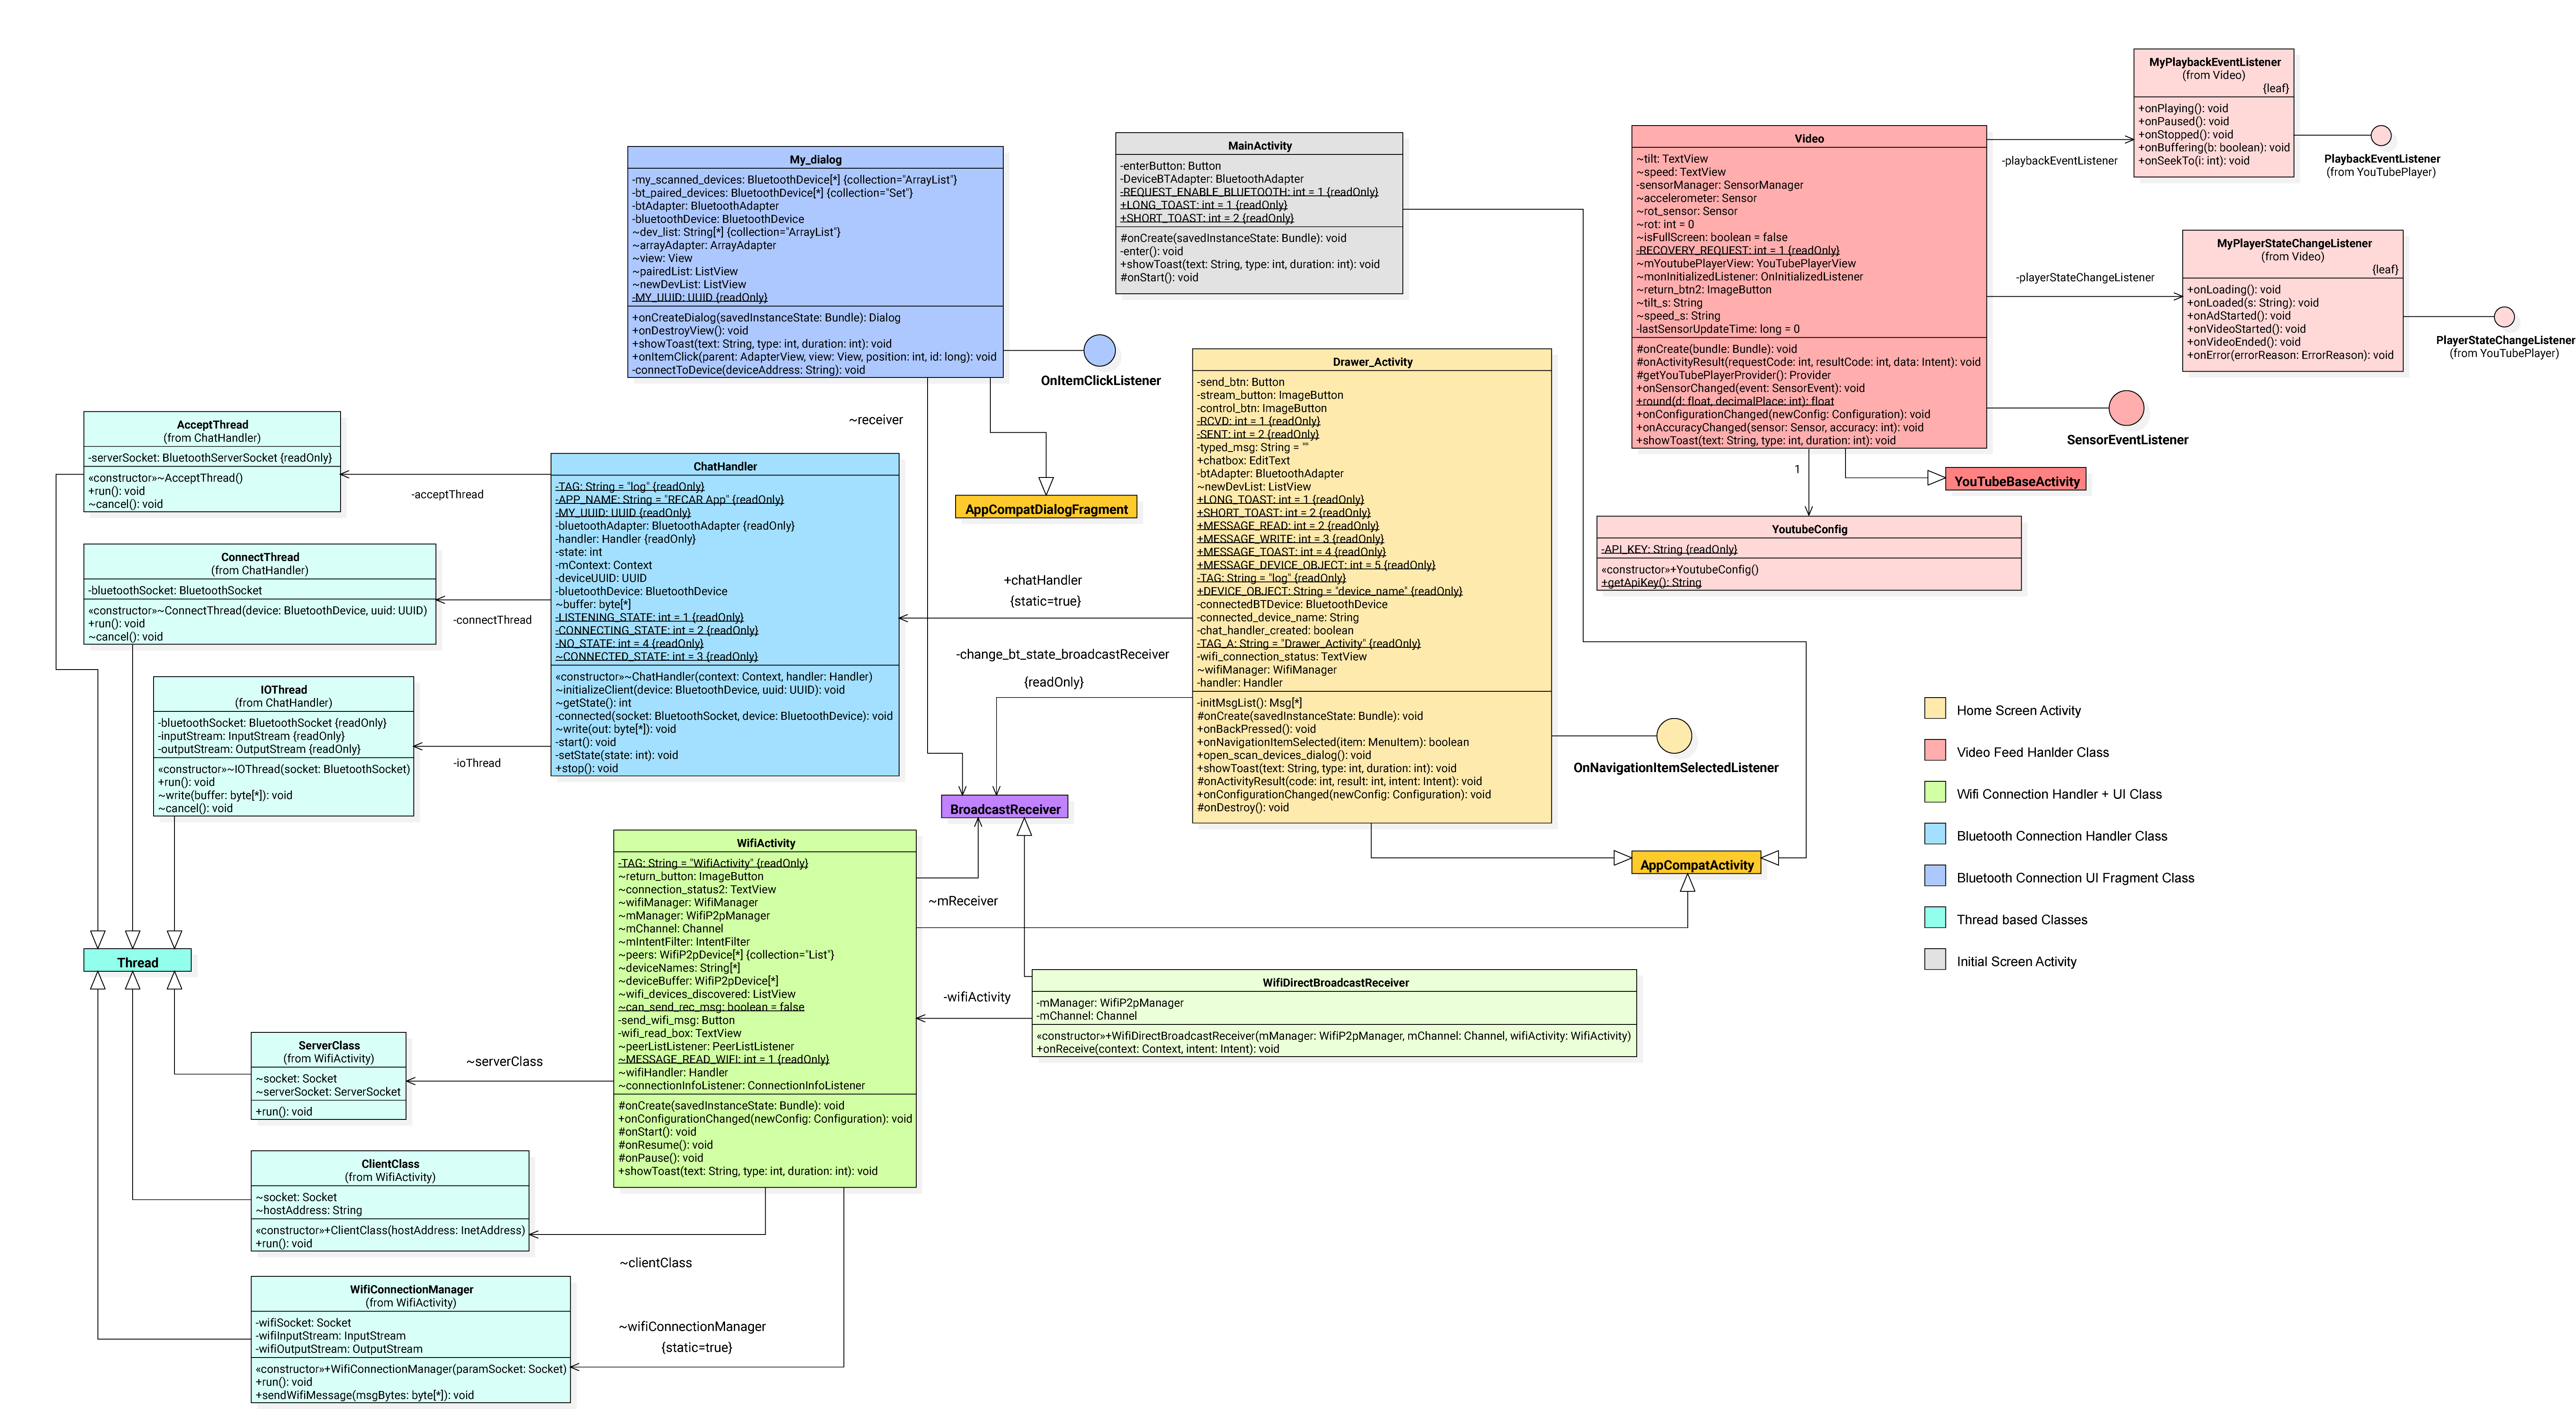 MyPlaybackEventListener
(from Video)
{leaf}
+onPlaying(): void
+onPaused(): void
+onStopped(): void
+onBuffering(b: boolean): void
+onSeekTo(i: int): void
PlaybackEventListener
(from YouTubePlayer)
-playbackEventListener
My_dialog
-my_scanned_devices: BluetoothDevice[*] {collection="ArrayList"}
-bt_paired_devices: BluetoothDevice[*] {collection="Set"}
-btAdapter: BluetoothAdapter
-bluetoothDevice: BluetoothDevice
~dev_list: String[*] {collection="ArrayList"}
~arrayAdapter: ArrayAdapter
~view: View
~pairedList: ListView
~newDevList: ListView
-MY_UUID: UUID {readOnly}
+onCreateDialog(savedInstanceState: Bundle): Dialog
+onDestroyView(): void
+showToast(text: String, type: int, duration: int): void
+onItemClick(parent: AdapterView, view: View, position: int, id: long): void
-connectToDevice(deviceAddress: String): void
OnItemClickListener
MainActivity
-enterButton: Button
-DeviceBTAdapter: BluetoothAdapter
-REQUEST_ENABLE_BLUETOOTH: int = 1 {readOnly}
+LONG_TOAST: int = 1 {readOnly}
+SHORT_TOAST: int = 2 {readOnly}
#onCreate(savedInstanceState: Bundle): void
-enter(): void
+showToast(text: String, type: int, duration: int): void
#onStart(): void
Video
~tilt: TextView
~speed: TextView
-sensorManager: SensorManager
~accelerometer: Sensor
~rot_sensor: Sensor
~rot: int = 0
~isFullScreen: boolean = false
-RECOVERY_REQUEST: int = 1 {readOnly}
~mYoutubePlayerView: YouTubePlayerView
~monInitializedListener: OnInitializedListener
~return_btn2: ImageButton
~tilt_s: String
~speed_s: String
-lastSensorUpdateTime: long = 0
#onCreate(bundle: Bundle): void
#onActivityResult(requestCode: int, resultCode: int, data: Intent): void
#getYouTubePlayerProvider(): Provider
+onSensorChanged(event: SensorEvent): void
+round(d: float, decimalPlace: int): float
+onConfigurationChanged(newConfig: Configuration): void
+onAccuracyChanged(sensor: Sensor, accuracy: int): void
+showToast(text: String, type: int, duration: int): void
-playerStateChangeListener
MyPlayerStateChangeListener
(from Video)
{leaf}
+onLoading(): void
+onLoaded(s: String): void
+onAdStarted(): void
+onVideoStarted(): void
+onVideoEnded(): void
+onError(errorReason: ErrorReason): void
PlayerStateChangeListener
(from YouTubePlayer)
SensorEventListener
1
YouTubeBaseActivity
YoutubeConfig
-API_KEY: String {readOnly}
«constructor»+YoutubeConfig()
+getApiKey(): String
Drawer_Activity
-send_btn: Button
-stream_button: ImageButton
-control_btn: ImageButton
-RCVD: int = 1 {readOnly}
-SENT: int = 2 {readOnly}
-typed_msg: String = ""
+chatbox: EditText
-btAdapter: BluetoothAdapter
~newDevList: ListView
+LONG_TOAST: int = 1 {readOnly}
+SHORT_TOAST: int = 2 {readOnly}
+MESSAGE_READ: int = 2 {readOnly}
+MESSAGE_WRITE: int = 3 {readOnly}
+MESSAGE_TOAST: int = 4 {readOnly}
+MESSAGE_DEVICE_OBJECT: int = 5 {readOnly}
-TAG: String = "log" {readOnly}
+DEVICE_OBJECT: String = "device_name" {readOnly}
-connectedBTDevice: BluetoothDevice
-connected_device_name: String
-chat_handler_created: boolean
-TAG_A: String = "Drawer_Activity" {readOnly}
-wifi_connection_status: TextView
~wifiManager: WifiManager
-handler: Handler
-initMsgList(): Msg[*]
#onCreate(savedInstanceState: Bundle): void
+onBackPressed(): void
+onNavigationItemSelected(item: MenuItem): boolean
+open_scan_devices_dialog(): void
+showToast(text: String, type: int, duration: int): void
#onActivityResult(code: int, result: int, intent: Intent): void
+onConfigurationChanged(newConfig: Configuration): void
#onDestroy(): void
OnNavigationItemSelectedListener
~receiver
AppCompatDialogFragment
AcceptThread
(from ChatHandler)
-serverSocket: BluetoothServerSocket {readOnly}
«constructor»~AcceptThread()
+run(): void
~cancel(): void
-acceptThread
ChatHandler
-TAG: String = "log" {readOnly}
-APP_NAME: String = "RECAR App" {readOnly}
-MY_UUID: UUID {readOnly}
-bluetoothAdapter: BluetoothAdapter {readOnly}
-handler: Handler {readOnly}
-state: int
-mContext: Context
-deviceUUID: UUID
-bluetoothDevice: BluetoothDevice
~buffer: byte[*]
-LISTENING_STATE: int = 1 {readOnly}
-CONNECTING_STATE: int = 2 {readOnly}
-NO_STATE: int = 4 {readOnly}
~CONNECTED_STATE: int = 3 {readOnly}
«constructor»~ChatHandler(context: Context, handler: Handler)
~initializeClient(device: BluetoothDevice, uuid: UUID): void
~getState(): int
-connected(socket: BluetoothSocket, device: BluetoothDevice): void
~write(out: byte[*]): void
-start(): void
-setState(state: int): void
+stop(): void
+chatHandler
{static=true}
-change_bt_state_broadcastReceiver
{readOnly}
ConnectThread
(from ChatHandler)
-bluetoothSocket: BluetoothSocket
«constructor»~ConnectThread(device: BluetoothDevice, uuid: UUID)
+run(): void
~cancel(): void
-connectThread
IOThread
(from ChatHandler)
-bluetoothSocket: BluetoothSocket {readOnly}
-inputStream: InputStream {readOnly}
-outputStream: OutputStream {readOnly}
«constructor»~IOThread(socket: BluetoothSocket)
+run(): void
~write(buffer: byte[*]): void
~cancel(): void
-ioThread
BroadcastReceiver
AppCompatActivity
Home Screen Activity
Video Feed Hanlder Class
Wifi Connection Handler + UI Class
Bluetooth Connection Handler Class
Bluetooth Connection UI Fragment Class
Thread based Classes
Initial Screen Activity
WifiActivity
-TAG: String = "WifiActivity" {readOnly}
~return_button: ImageButton
~connection_status2: TextView
~wifiManager: WifiManager
~mManager: WifiP2pManager
~mChannel: Channel
~mIntentFilter: IntentFilter
~peers: WifiP2pDevice[*] {collection="List"}
~deviceNames: String[*]
~deviceBuffer: WifiP2pDevice[*]
~wifi_devices_discovered: ListView
~can_send_rec_msg: boolean = false
-send_wifi_msg: Button
-wifi_read_box: TextView
~peerListListener: PeerListListener
~MESSAGE_READ_WIFI: int = 1 {readOnly}
~wifiHandler: Handler
~connectionInfoListener: ConnectionInfoListener
#onCreate(savedInstanceState: Bundle): void
+onConfigurationChanged(newConfig: Configuration): void
#onStart(): void
#onResume(): void
#onPause(): void
+showToast(text: String, type: int, duration: int): void
~mReceiver
Thread
-wifiActivity
WifiDirectBroadcastReceiver
-mManager: WifiP2pManager
-mChannel: Channel
«constructor»+WifiDirectBroadcastReceiver(mManager: WifiP2pManager, mChannel: Channel, wifiActivity: WifiActivity)
+onReceive(context: Context, intent: Intent): void
ServerClass
(from WifiActivity)
~socket: Socket
~serverSocket: ServerSocket
+run(): void
~serverClass
ClientClass
(from WifiActivity)
~socket: Socket
~hostAddress: String
«constructor»+ClientClass(hostAddress: InetAddress)
+run(): void
~clientClass
WifiConnectionManager
(from WifiActivity)
-wifiSocket: Socket
-wifiInputStream: InputStream
-wifiOutputStream: OutputStream
«constructor»+WifiConnectionManager(paramSocket: Socket)
+run(): void
+sendWifiMessage(msgBytes: byte[*]): void
~wifiConnectionManager
{static=true}